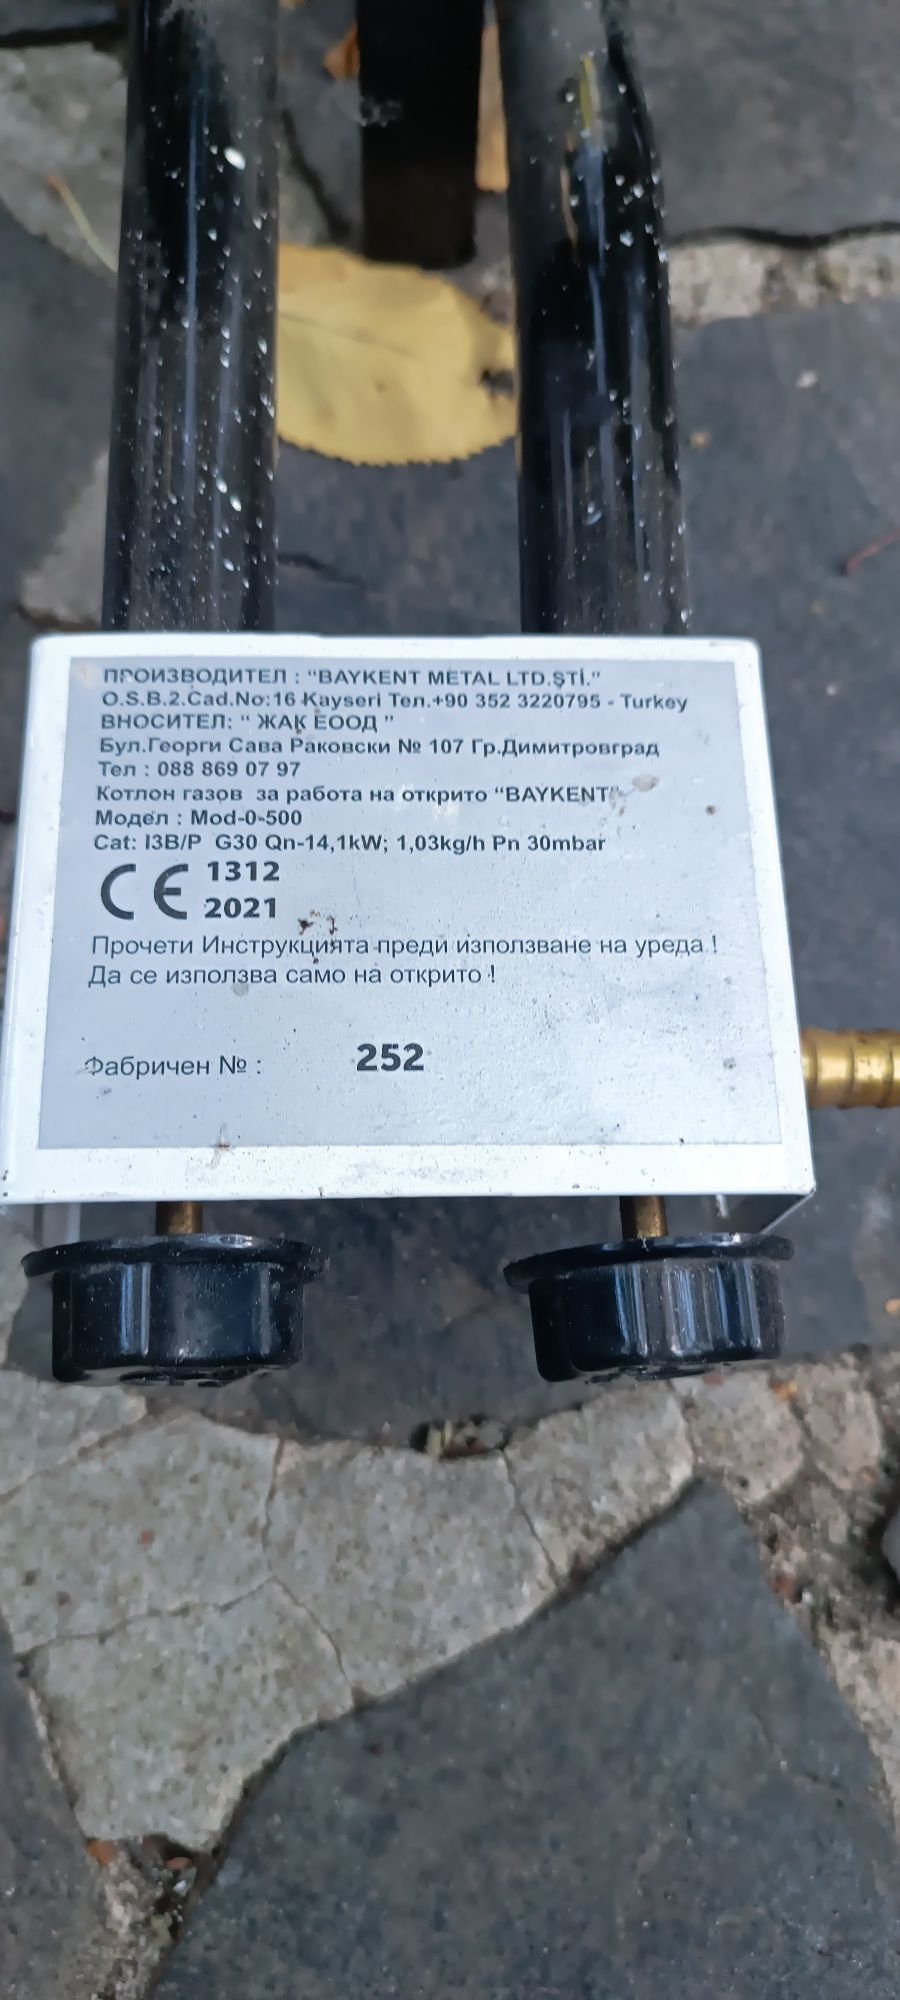 ПРОИЗВОДИТЕЛ : “BAYKENT METAL LTD.ŞTİ.”
O.S.B.2.Cad.No:16 Kayseri Тел.+90 352 3220795 - Turkey
ВНОСИТЕЛ: “ ЖАК ЕООД ”
Бул.Георги Сава Раковски № 107 Гр.Димитровград
Тел : 088 869 07 97
Котлон газов за работа на открито “BAYKENT”
Модел : Mod-0-500
Cat: I3B/P G30 Qn-14,1kW; 1,03kg/h Pn 30mbar
CE 1312
2021
Прочети Инструкцията преди използване на уреда !
Да се използва само на открито !
Фабричен № : 252